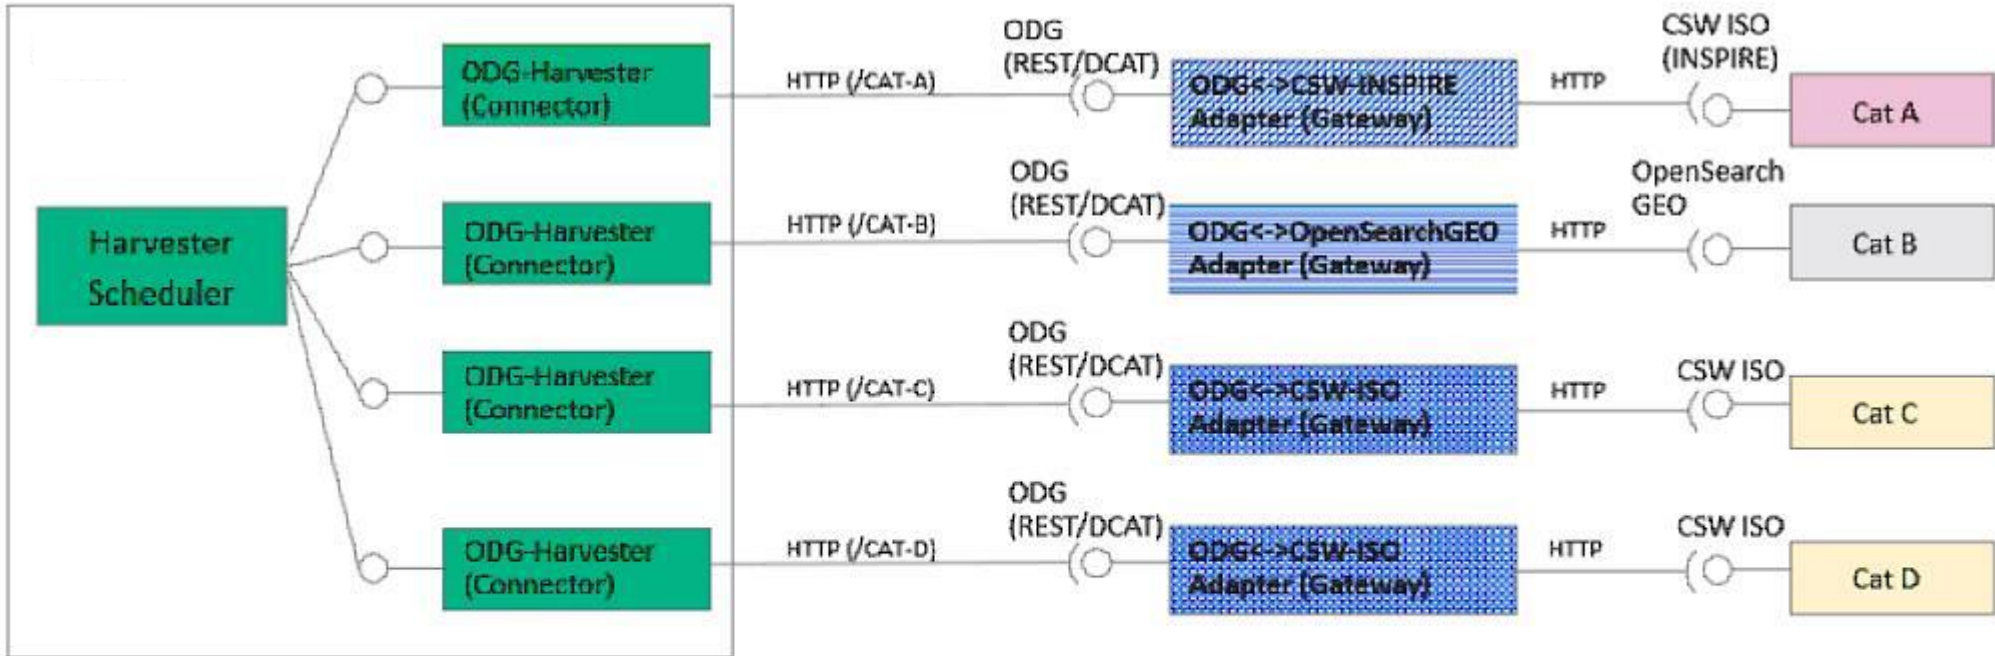 Harvester
Scheduler
ODG-Harvester
(Connector)
HTTP (/CAT-A)
ODG
(REST/DCAT)
ODG<->CSW-INSPIRE
Adapter (Gateway)
HTTP
CSW ISO
(INSPIRE)
Cat A
ODG-Harvester
(Connector)
HTTP (/CAT-B)
ODG
(REST/DCAT)
ODG<->OpenSearchGEO
Adapter (Gateway)
HTTP
OpenSearch
GEO
Cat B
ODG-Harvester
(Connector)
HTTP (/CAT-C)
ODG
(REST/DCAT)
ODG<->CSW-ISO
Adapter (Gateway)
HTTP
CSW ISO
Cat C
ODG-Harvester
(Connector)
HTTP (/CAT-D)
ODG
(REST/DCAT)
ODG<->CSW-ISO
Adapter (Gateway)
HTTP
CSW ISO
Cat D